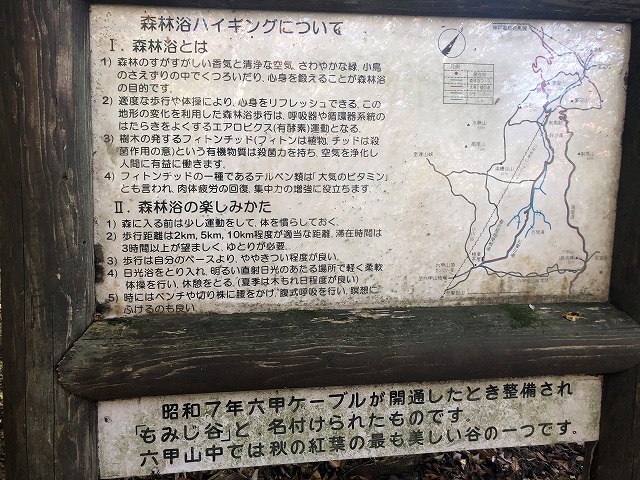 森林浴ハイキングについて
Ⅰ. 森林浴とは
1) 森林のすがすがしい香気と清浄な空気, さわやかな緑, 小鳥
のさえずりの中でくつろいだり, 心身を鍛えることが森林浴
の目的です.
2) 適度な歩行や体操により, 心身をリフレッシュできる, この
地形の変化を利用した森林浴歩行は, 呼吸器や循環器系統の
はたらきをよくするエアロビクス(有酸素)運動となる.
3) 樹木の発するフィトンチッド(フィトンは植物, チッドは殺
菌作用の意)という有機物質は殺菌力を持ち, 空気を浄化し
人間に有益に働きます.
4) フィトンチッドの一種であるテルペン類は「大気のビタミン」
とも言われ, 肉体疲労の回復, 集中力の増強に役立ちます.
Ⅱ. 森林浴の楽しみかた
1) 森に入る前は少し運動をして, 体を慣らしておく.
2) 歩行距離は2km, 5km, 10km程度が適当な距離, 滞在時間は
3時間以上が望ましく, ゆとりが必要.
3) 歩行は自分のペースより, ややきつい程度が良い.
4) 日光浴をとり入れ, 明るい直射日光のあたる場所で軽く柔軟
体操を行い, 休憩をとる, (夏季は木もれ日程度が良い)
5) 時にはベンチや切り株に腰をかけ, 腹式呼吸を行い, 瞑想に
ふけるのも良い.
凡例
昭和7年六甲ケーブルが開通したとき整備され
「もみじ谷」と 名付けられたものです.
六甲山中では秋の紅葉の最も美しい谷の一つです.